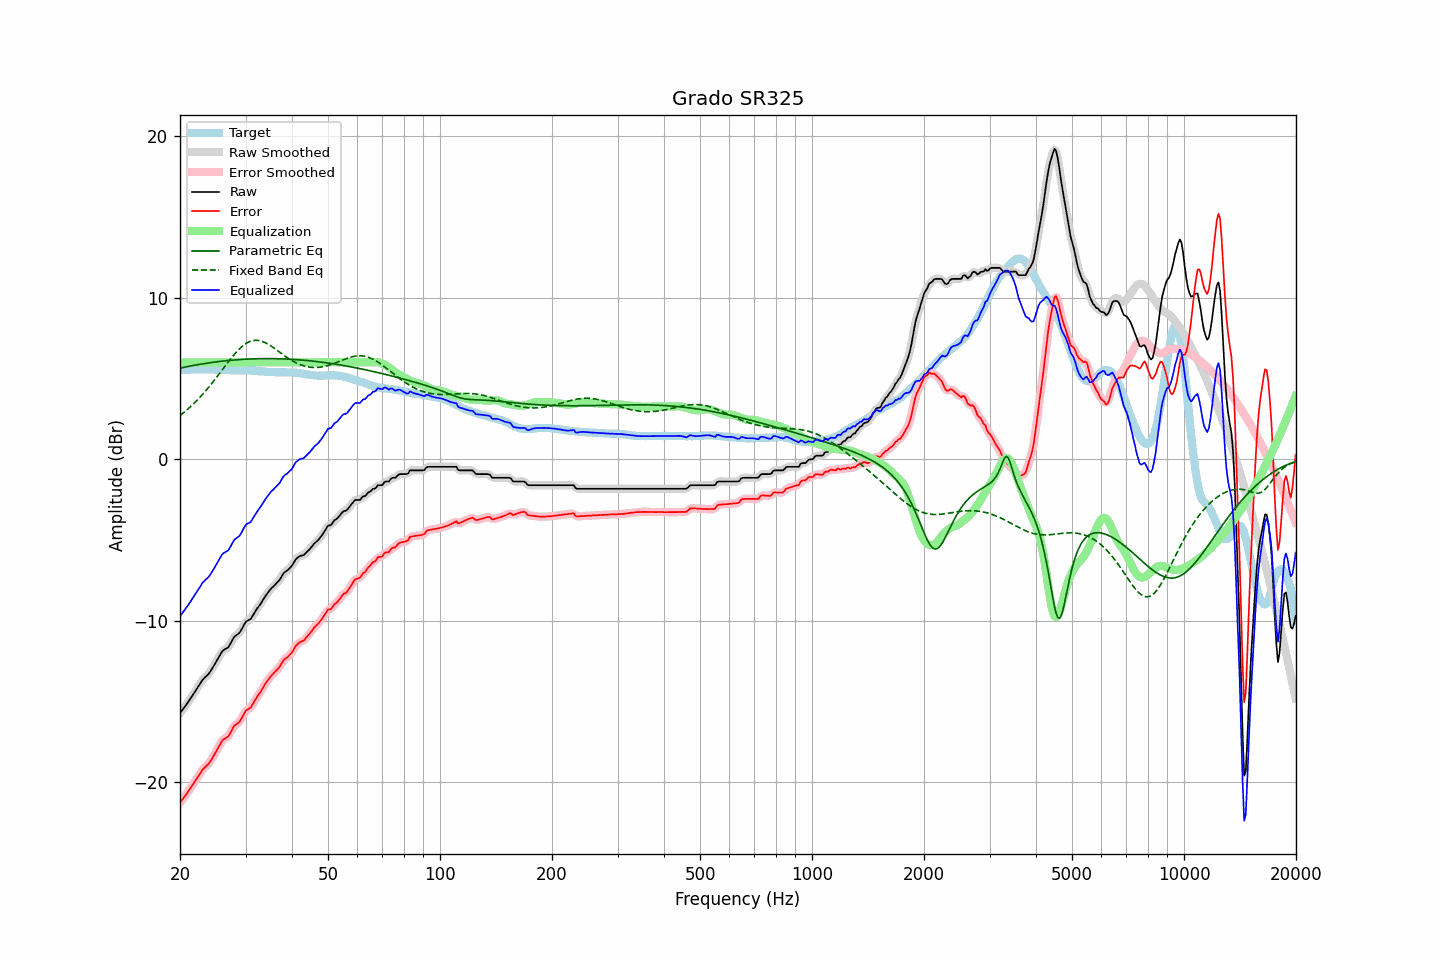 Grado SR325
Target
Raw Smoothed
Error Smoothed
Raw
Error
Equalization
Parametric Eq
Fixed Band Eq
Equalized
Amplitude (dBr)
20
10
0
−10
−20
20
50
100
200
500
1000
2000
5000
10000
20000
Frequency (Hz)